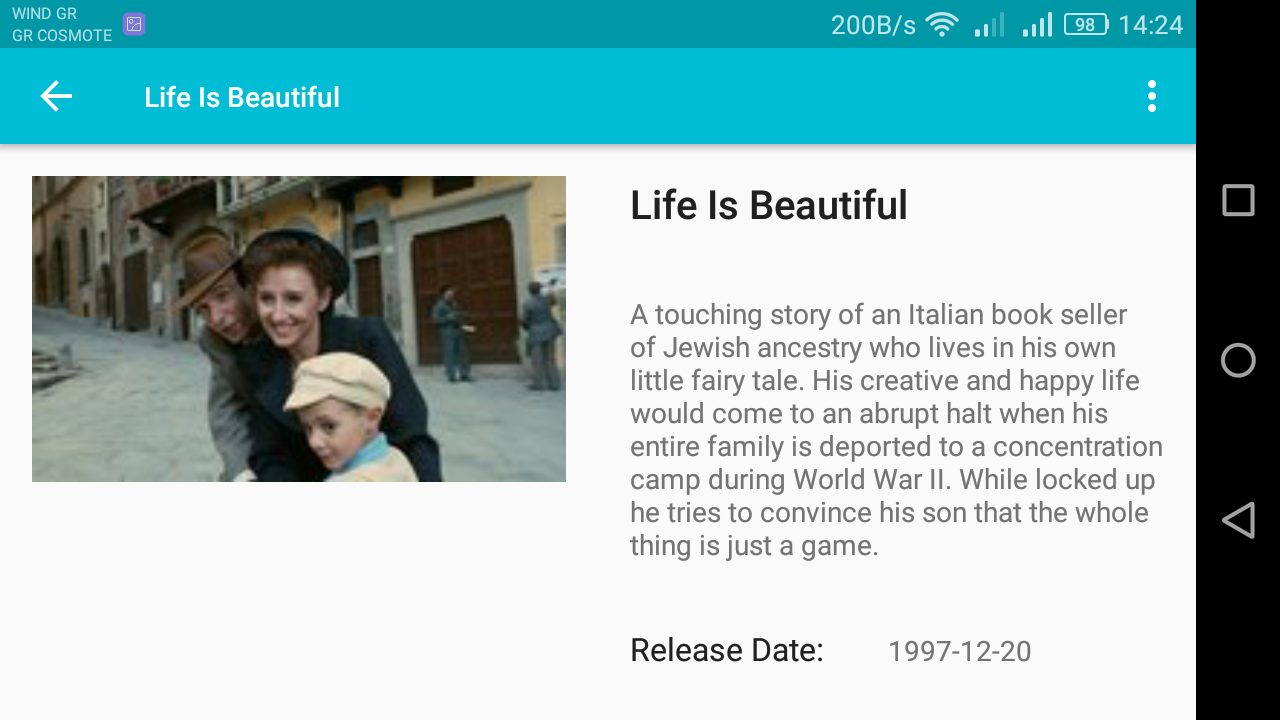 WIND GR
GR COSMOTE
200B/s
98
14:24
Life Is Beautiful
Life Is Beautiful
A touching story of an Italian book seller
of Jewish ancestry who lives in his own
little fairy tale. His creative and happy life
would come to an abrupt halt when his
entire family is deported to a concentration
camp during World War II. While locked up
he tries to convince his son that the whole
thing is just a game.
Release Date: 1997-12-20